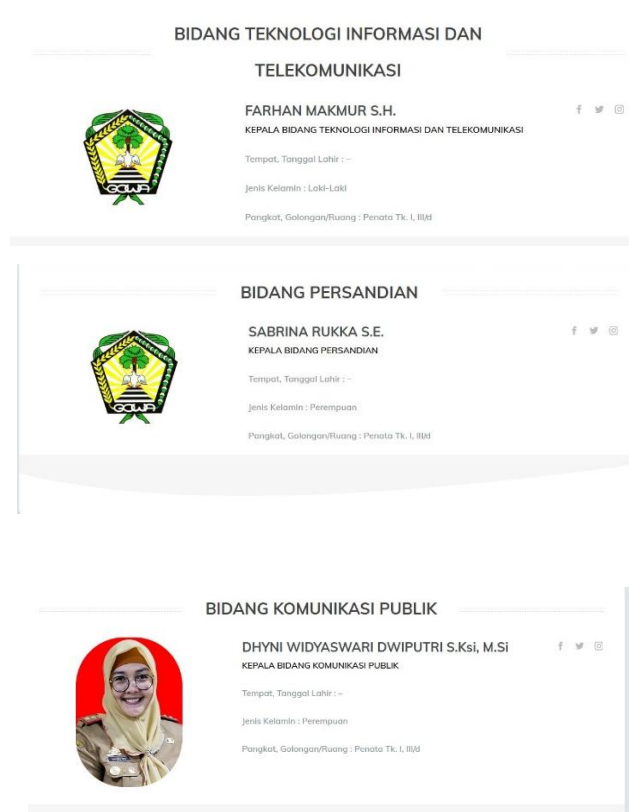 BIDANG TEKNOLOGI INFORMASI DAN
TELEKOMUNIKASI
GOWA
FARHAN MAKMUR S.H.
KEPALA BIDANG TEKNOLOGI INFORMASI DAN TELEKOMUNIKASI
Tempat, Tanggal Lahir : –
Jenis Kelamin : Laki-Laki
Pangkat, Golongan/Ruang : Penata Tk. I, III/d
BIDANG PERSANDIAN
GOWA
SABRINA RUKKA S.E.
KEPALA BIDANG PERSANDIAN
Tempat, Tanggal Lahir : –
Jenis Kelamin : Perempuan
Pangkat, Golongan/Ruang : Penata Tk. I, III/d
BIDANG KOMUNIKASI PUBLIK
DHYNI WIDYASWARI DWIPUTRI S.Ksi, M.Si
KEPALA BIDANG KOMUNIKASI PUBLIK
Tempat, Tanggal Lahir : –
Jenis Kelamin : Perempuan
Pangkat, Golongan/Ruang : Penata Tk. I, III/d